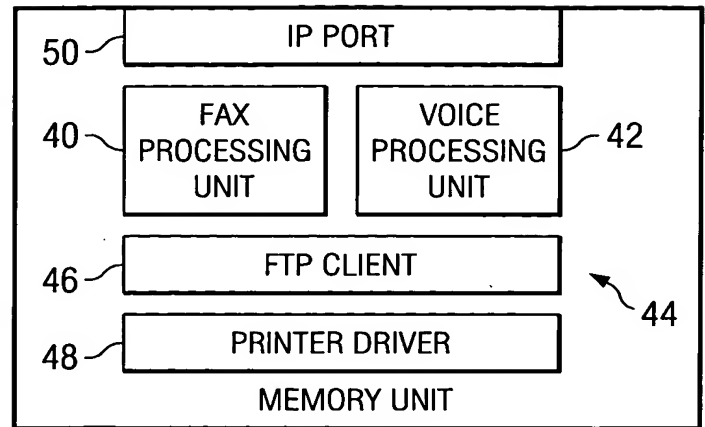 50
IP PORT
40
FAX
PROCESSING
UNIT
VOICE
PROCESSING
UNIT
42
46
FTP CLIENT
44
48
PRINTER DRIVER
MEMORY UNIT